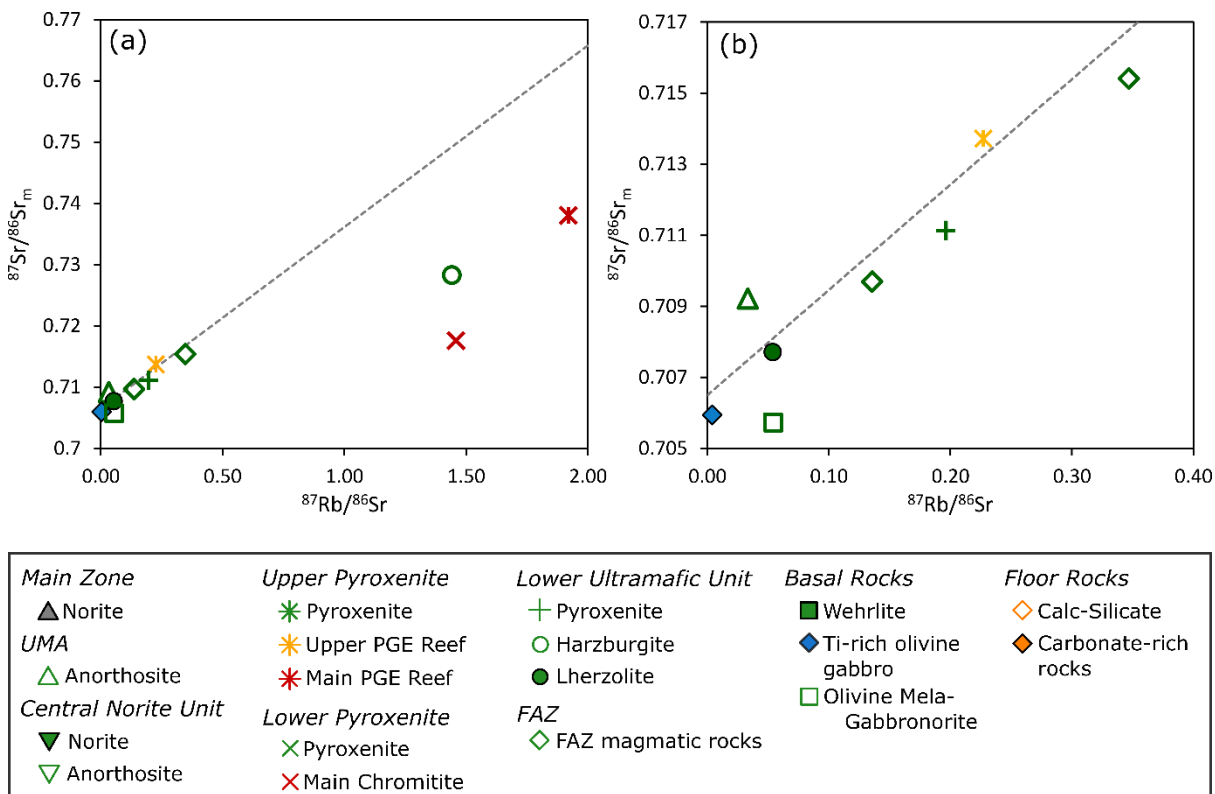 (a)
0.77
0.76
0.75
0.74
0.73
0.72
0.71
0.7
87Sr/86Srm
0.00
0.50
1.00
1.50
2.00
87Rb/86Sr
(b)
0.717
0.715
0.713
0.711
0.709
0.707
0.705
87Sr/86Srm
0.00
0.10
0.20
0.30
0.40
87Rb/86Sr
Main Zone
Norite
UMA
Anorthosite
Central Norite Unit
Norite
Anorthosite
Upper Pyroxenite
Pyroxenite
Upper PGE Reef
Main PGE Reef
Lower Pyroxenite
Pyroxenite
Main Chromitite
Lower Ultramafic Unit
Pyroxenite
Harzburgite
Lherzolite
FAZ
FAZ magmatic rocks
Basal Rocks
Wehrlite
Ti-rich olivine
gabbro
Olivine Mela-
Gabbronorite
Floor Rocks
Calc-Silicate
Carbonate-rich
rocks